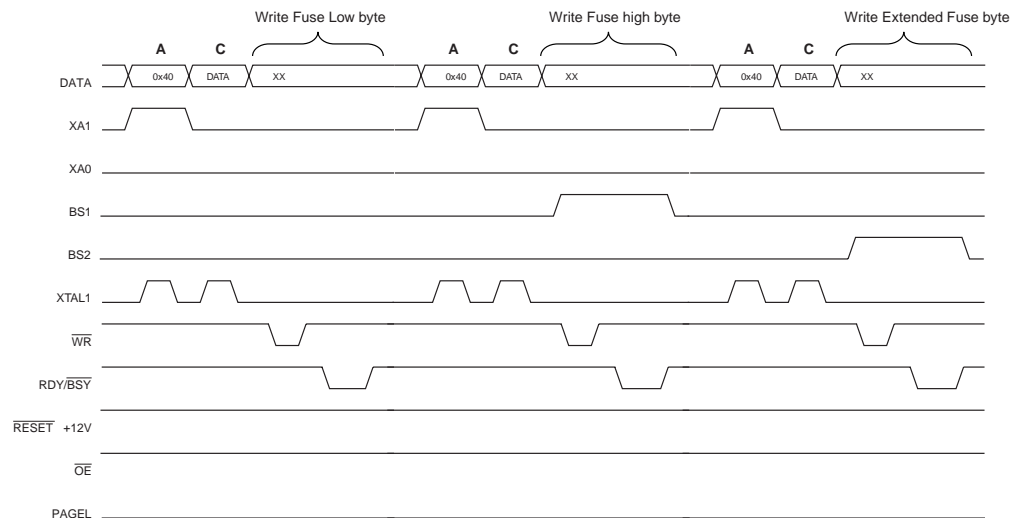 Write Fuse Low byte Write Fuse high byte Write Extended Fuse byte
A C A C A C
DATA 0x40 DATA XX 0x40 DATA XX 0x40 DATA XX
XA1
XA0
BS1
BS2
XTAL1
WR
RDY/BSY
RESET +12V
OE
PAGEL